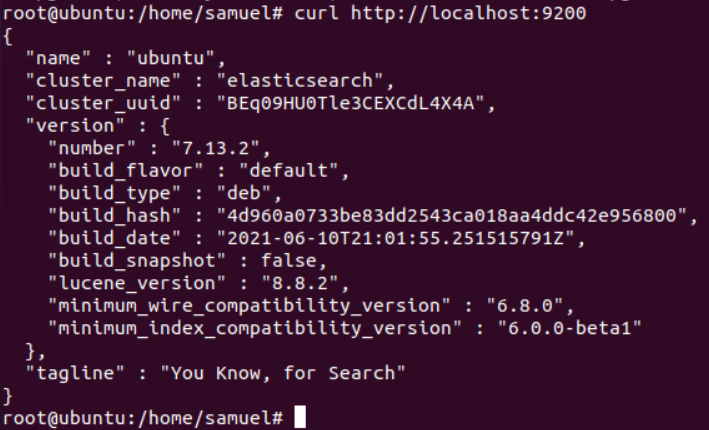 root@ubuntu:/home/samuel# curl http://localhost:9200
{
  "name" : "ubuntu",
  "cluster_name" : "elasticsearch",
  "cluster_uuid" : "BEq09HU0Tle3CEXCdL4X4A",
  "version" : {
    "number" : "7.13.2",
    "build_flavor" : "default",
    "build_type" : "deb",
    "build_hash" : "4d960a0733be83dd2543ca018aa4ddc42e956800",
    "build_date" : "2021-06-10T21:01:55.251515791Z",
    "build_snapshot" : false,
    "lucene_version" : "8.8.2",
    "minimum_wire_compatibility_version" : "6.8.0",
    "minimum_index_compatibility_version" : "6.0.0-beta1"
  },
  "tagline" : "You Know, for Search"
}
root@ubuntu:/home/samuel#